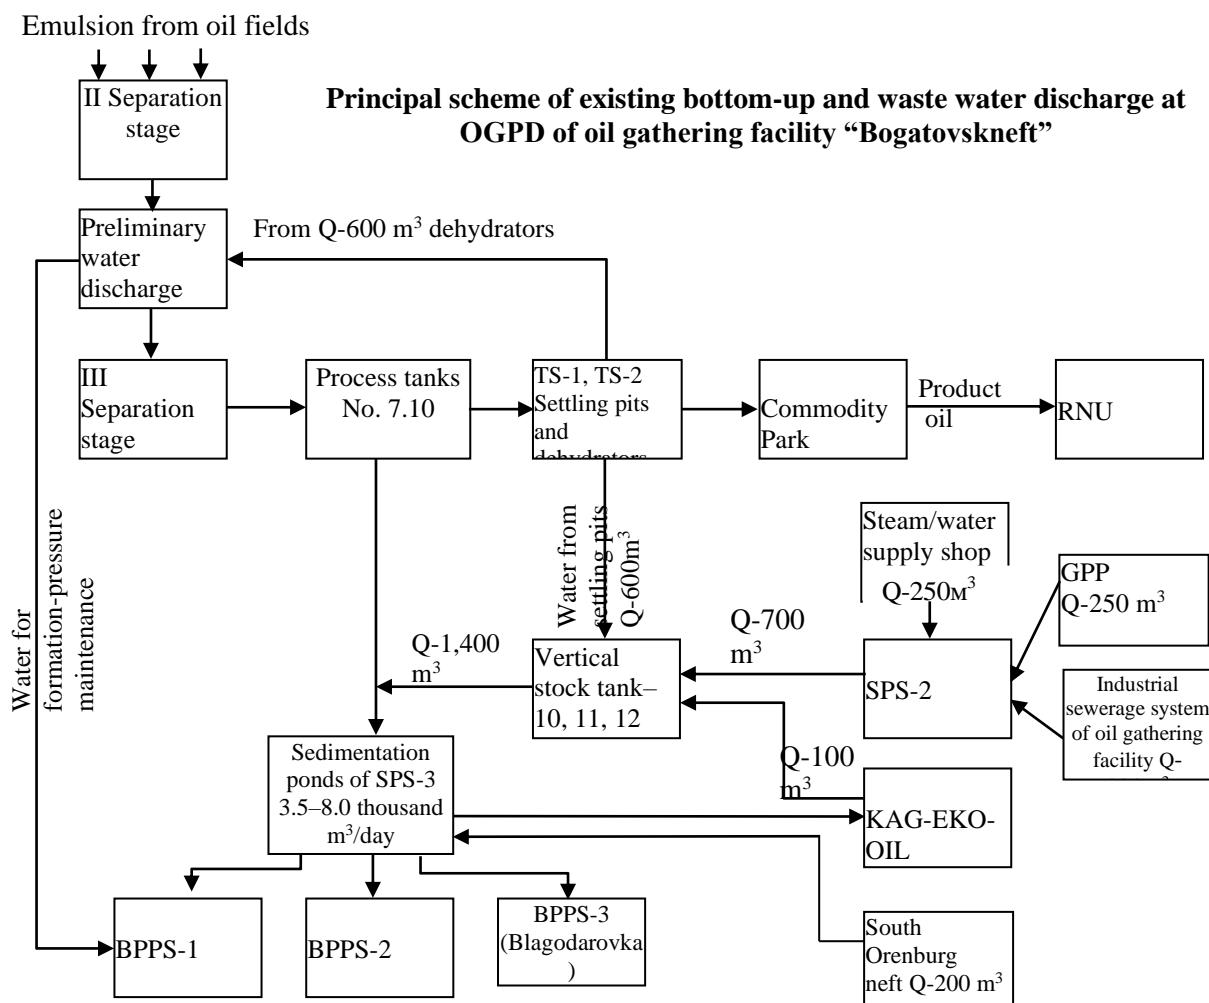 Emulsion from oil fields
II Separation
stage
Principal scheme of existing bottom-up and waste water discharge at
OGPD of oil gathering facility “Bogatovskneft”
Preliminary
water
discharge
From Q-600 m³ dehydrators
III
Separation
stage
Process tanks
No. 7.10
TS-1, TS-2
Settling pits
and
dehydrators
Commodity
Park
Product
oil
RNU
Water for
formation-pressure
maintenance
Water from
settling pits
Q-600m³
Steam/water
supply shop
Q-250м³
GPP
Q-250 m³
Q-1,400
m³
Vertical
stock tank–
10, 11, 12
Q-700
m³
SPS-2
Industrial
sewerage system
of oil gathering
facility Q-
Sedimentation
ponds of SPS-3
3.5–8.0 thousand
m³/day
Q-100
m³
KAG-EKO-
OIL
BPPS-1
BPPS-2
BPPS-3
(Blagodarovka
)
South
Orenburg
neft Q-200 m³